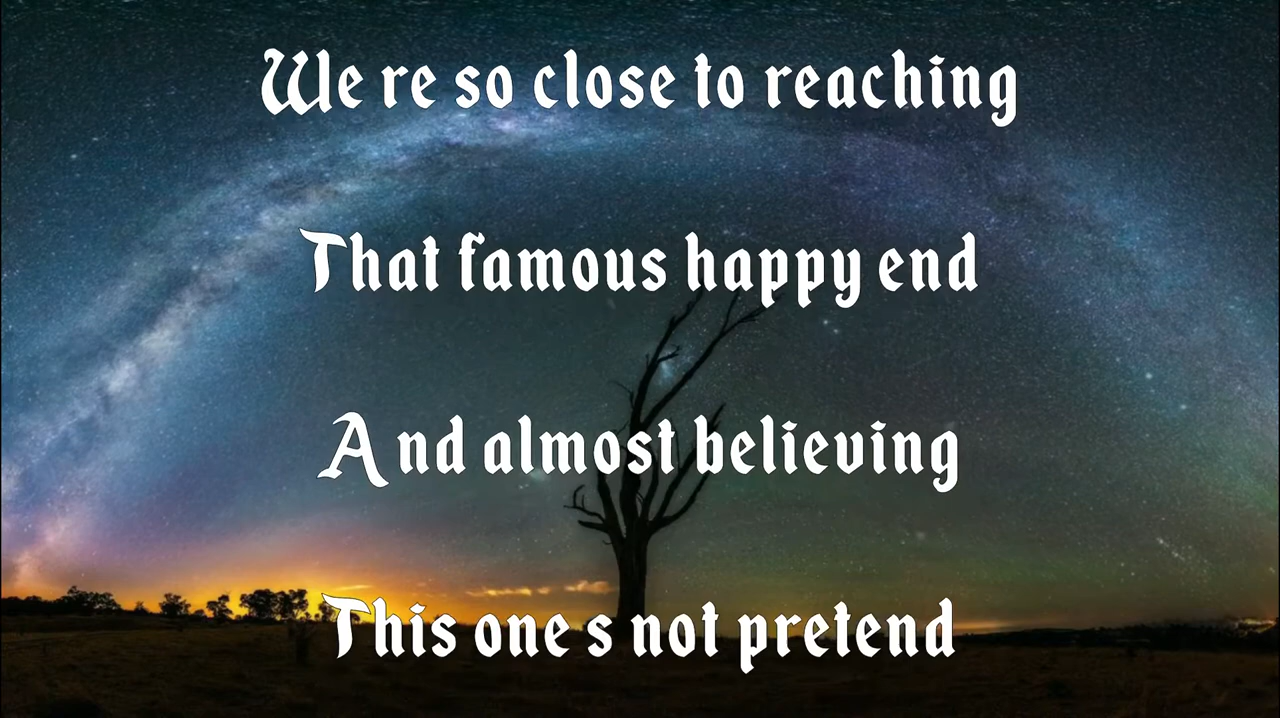 We re so close to reaching
That famous happy end
And almost believing
This one s not pretend